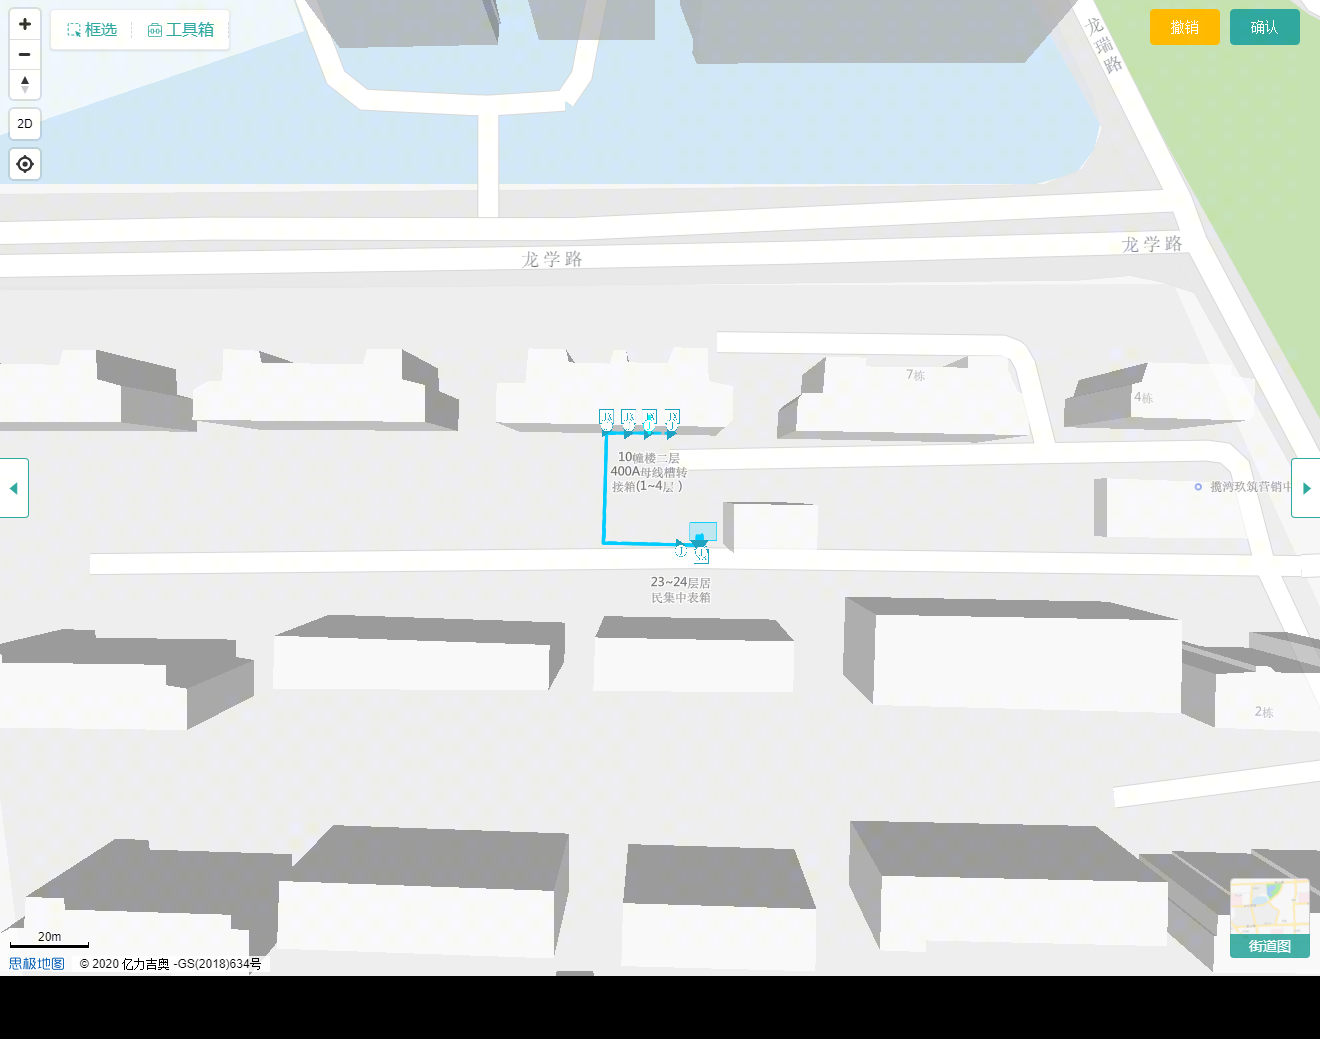 框选
工具箱
撤销
确认
2D
龙瑞路
龙学路
龙学路
7栋
4栋
JX JX JX JX
10幢楼二层
400A母线槽转
接箱(1~4层 )
揽湾玖筑营销中
23~24层居
民集中表箱
2栋
20m
街道图
思极地图 © 2020 亿力吉奥 -GS(2018)634号